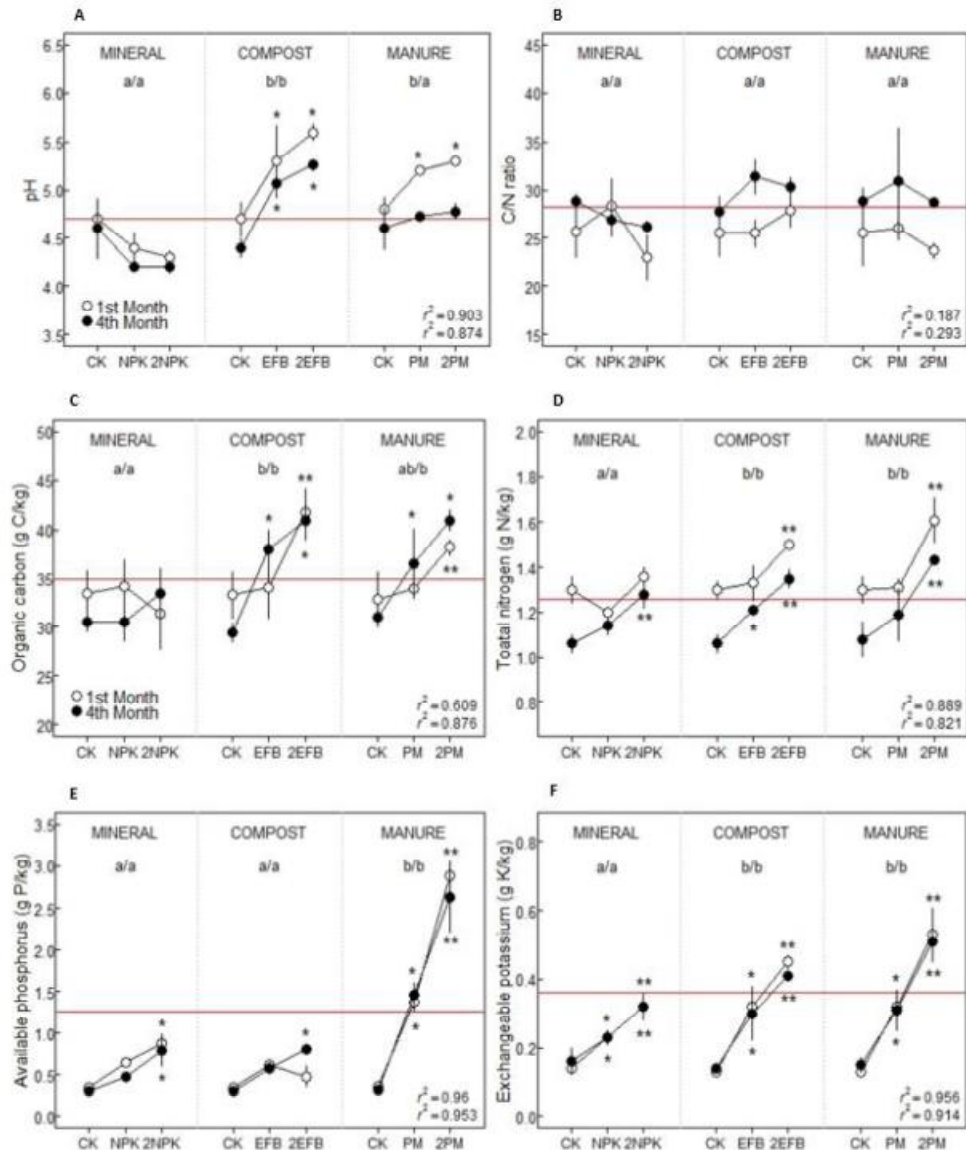 A
B
MINERAL COMPOST MANURE
a/a b/b b/a
6.5
6.0
5.5
5.0
4.5
4.0
3.5
pH
1st Month
4th Month
r² = 0.903
r² = 0.874
CK NPK 2NPK CK EFB 2EFB CK PM 2PM
MINERAL COMPOST MANURE
a/a a/a a/a
45
40
35
30
25
20
15
C/N ratio
r² = 0.187
r² = 0.293
CK NPK 2NPK CK EFB 2EFB CK PM 2PM
C
D
MINERAL COMPOST MANURE
a/a b/b ab/b
50
45
40
35
30
25
20
Organic carbon (g C/kg)
* ** * * * **
1st Month
4th Month
r² = 0.609
r² = 0.876
CK NPK 2NPK CK EFB 2EFB CK PM 2PM
MINERAL COMPOST MANURE
a/a b/b b/b
2.0
1.8
1.6
1.4
1.2
1.0
0.8
Toatal nitrogen (g N/kg)
** * ** ** ** **
r² = 0.889
r² = 0.821
CK NPK 2NPK CK EFB 2EFB CK PM 2PM
E
F
MINERAL COMPOST MANURE
a/a a/a b/b
3.5
3.0
2.5
2.0
1.5
1.0
0.5
0.0
Available phosphorus (g P/kg)
* * * * * ** **
r² = 0.96
r² = 0.953
CK NPK 2NPK CK EFB 2EFB CK PM 2PM
MINERAL COMPOST MANURE
a/a b/b b/b
0.8
0.6
0.4
0.2
0.0
Exchangeable potassium (g K/kg)
* * ** ** * * ** ** * * ** **
r² = 0.956
r² = 0.914
CK NPK 2NPK CK EFB 2EFB CK PM 2PM